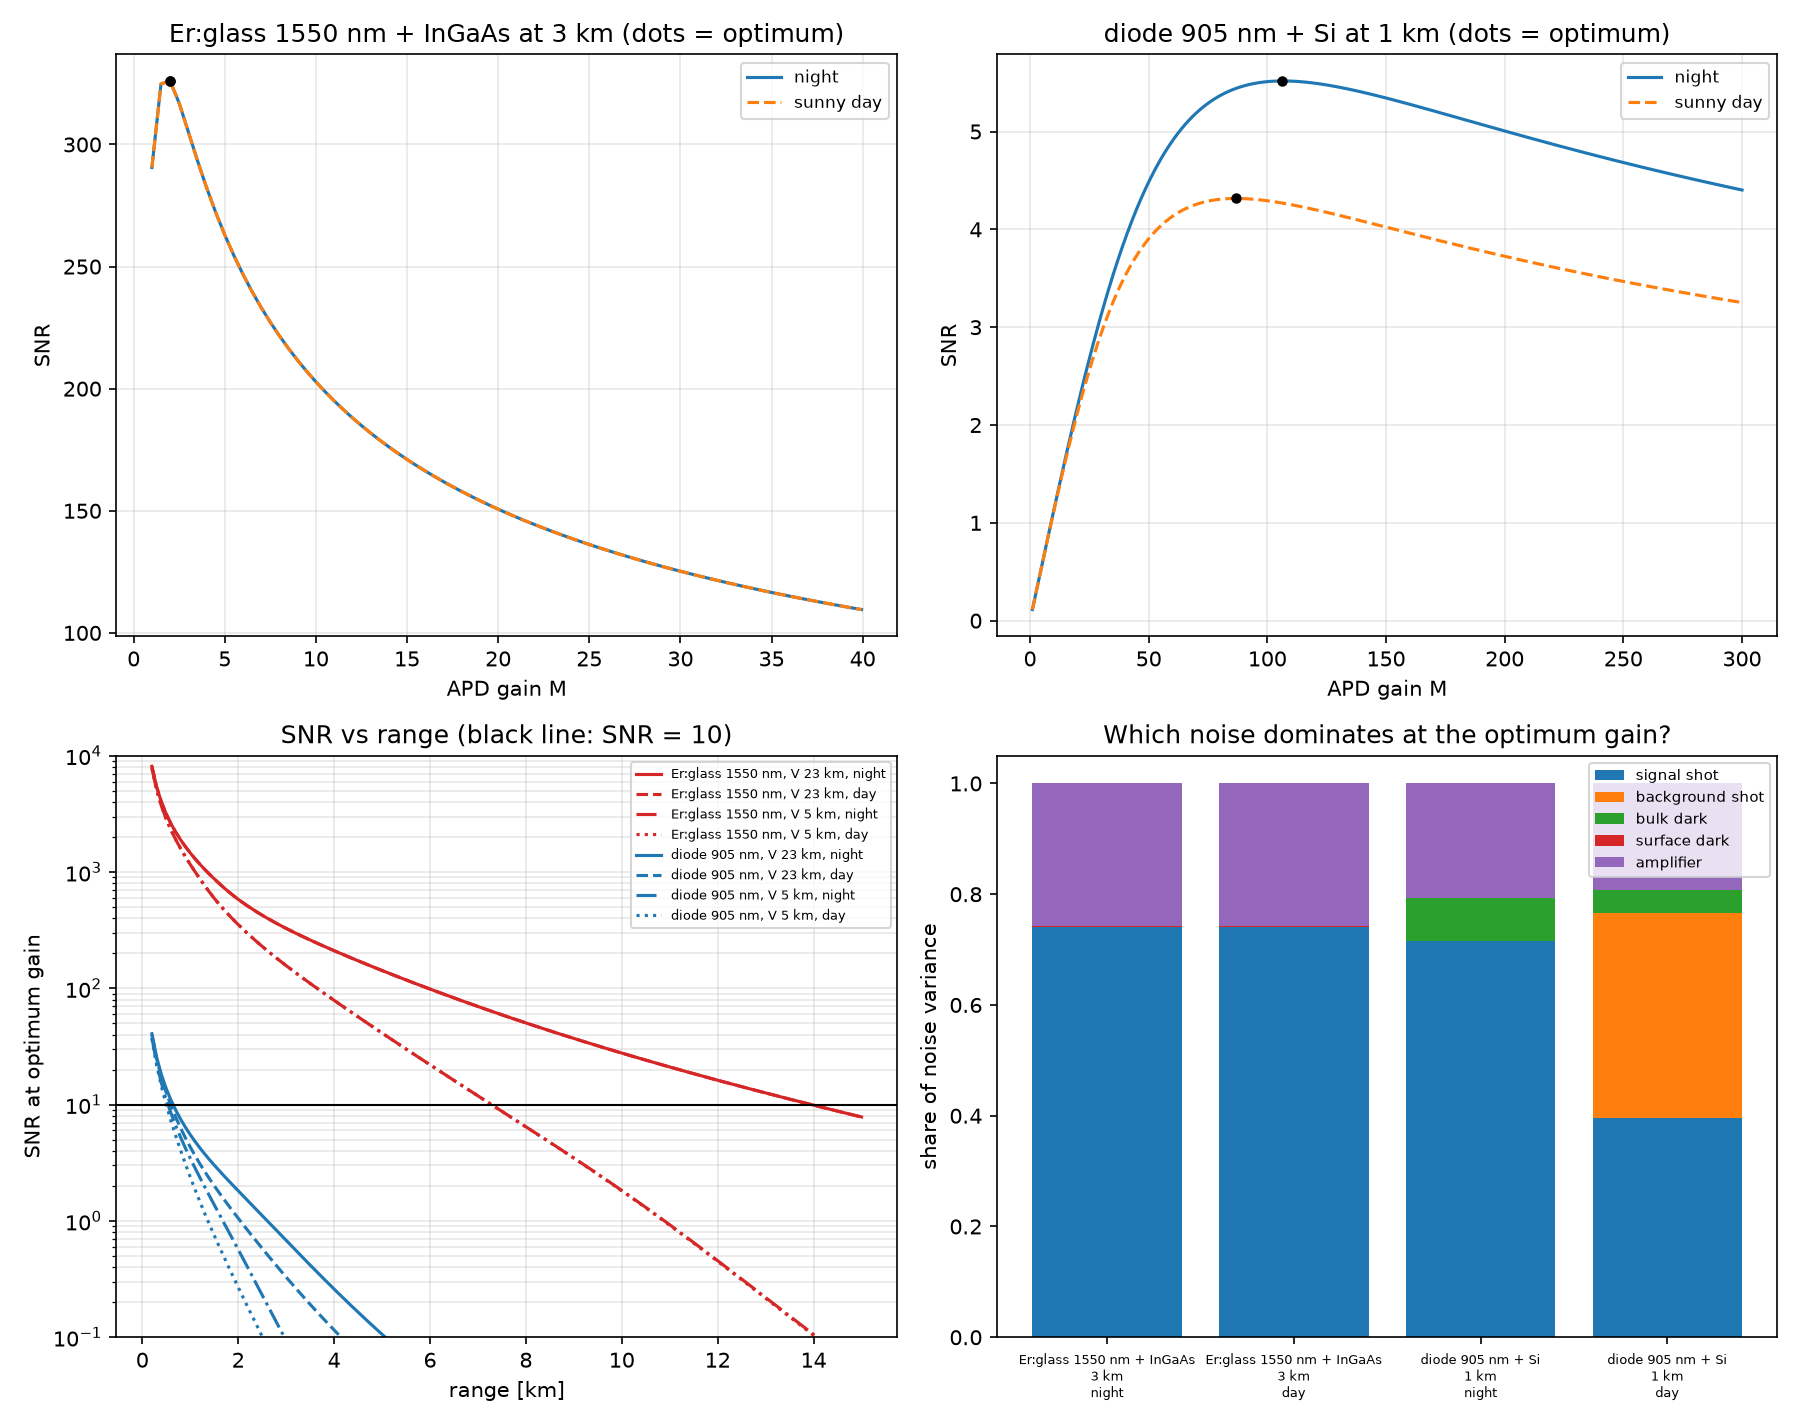 Er:glass 1550 nm + InGaAs at 3 km (dots = optimum)
night
sunny day
300
250
200
150
100
SNR
0 5 10 15 20 25 30 35 40
APD gain M
diode 905 nm + Si at 1 km (dots = optimum)
night
sunny day
5
4
3
2
1
0
SNR
0 50 100 150 200 250 300
APD gain M
SNR vs range (black line: SNR = 10)
Er:glass 1550 nm, V 23 km, night
Er:glass 1550 nm, V 23 km, day
Er:glass 1550 nm, V 5 km, night
Er:glass 1550 nm, V 5 km, day
diode 905 nm, V 23 km, night
diode 905 nm, V 23 km, day
diode 905 nm, V 5 km, night
diode 905 nm, V 5 km, day
10⁴
10³
10²
10¹
10⁰
10⁻¹
SNR at optimum gain
0 2 4 6 8 10 12 14
range [km]
Which noise dominates at the optimum gain?
signal shot
background shot
bulk dark
surface dark
amplifier
1.0
0.8
0.6
0.4
0.2
0.0
share of noise variance
Er:glass 1550 nm + InGaAs
3 km
night
Er:glass 1550 nm + InGaAs
3 km
day
diode 905 nm + Si
1 km
night
diode 905 nm + Si
1 km
day